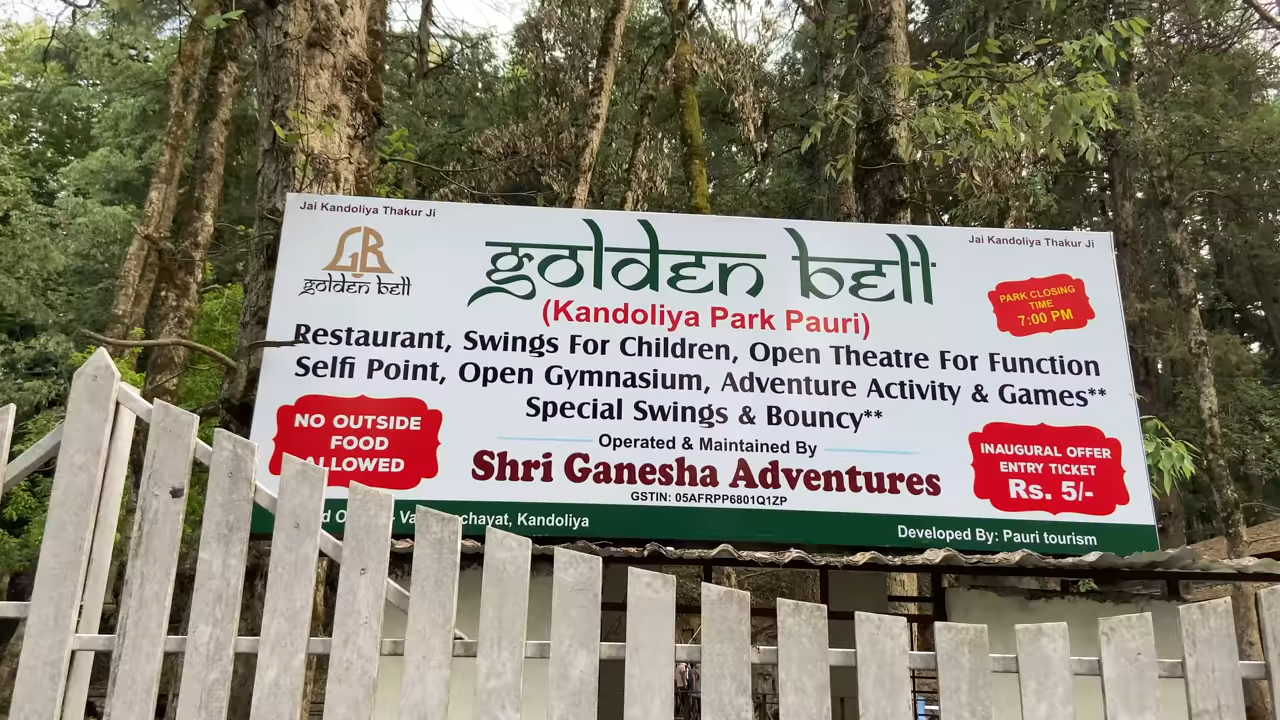 Jai Kandoliya Thakur Ji
Jai Kandoliya Thakur Ji
GB
golden bell
golden bell
(Kandoliya Park Pauri)
PARK CLOSING
TIME
7:00 PM
Restaurant, Swings For Children, Open Theatre For Function
Selfi Point, Open Gymnasium, Adventure Activity & Games**
Special Swings & Bouncy**
NO OUTSIDE
FOOD
ALLOWED
Operated & Maintained By
Shri Ganesha Adventures
GSTIN: 05AFRPP6801Q1ZP
INAUGURAL OFFER
ENTRY TICKET
Rs. 5/-
Kandoliya
Developed By: Pauri tourism